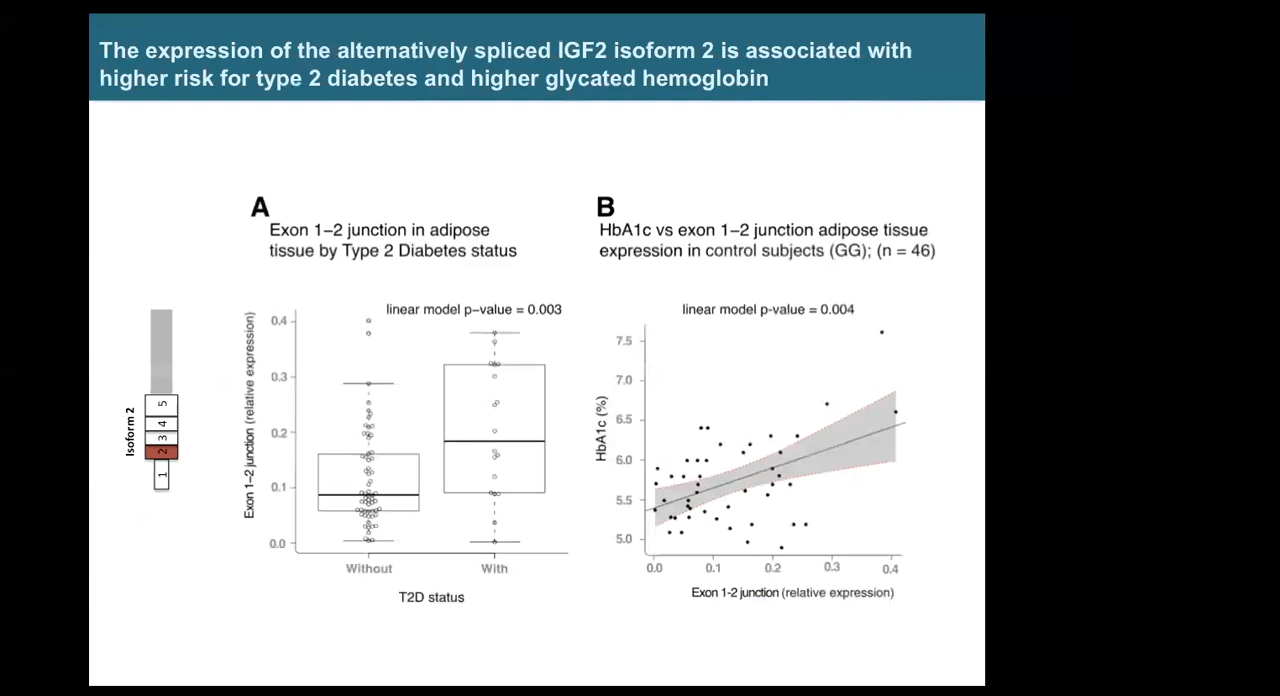 The expression of the alternatively spliced IGF2 isoform 2 is associated with
higher risk for type 2 diabetes and higher glycated hemoglobin
A
Exon 1–2 junction in adipose
tissue by Type 2 Diabetes status
B
HbA1c vs exon 1–2 junction adipose tissue
expression in control subjects (GG); (n = 46)
Isoform 2
5
4
3
2
1
linear model p–value = 0.003
Exon 1–2 junction (relative expression)
0.4
0.3
0.2
0.1
0.0
Without
With
T2D status
linear model p-value = 0.004
HbA1c (%)
7.5
7.0
6.5
6.0
5.5
5.0
0.0
0.1
0.2
0.3
0.4
Exon 1-2 junction (relative expression)